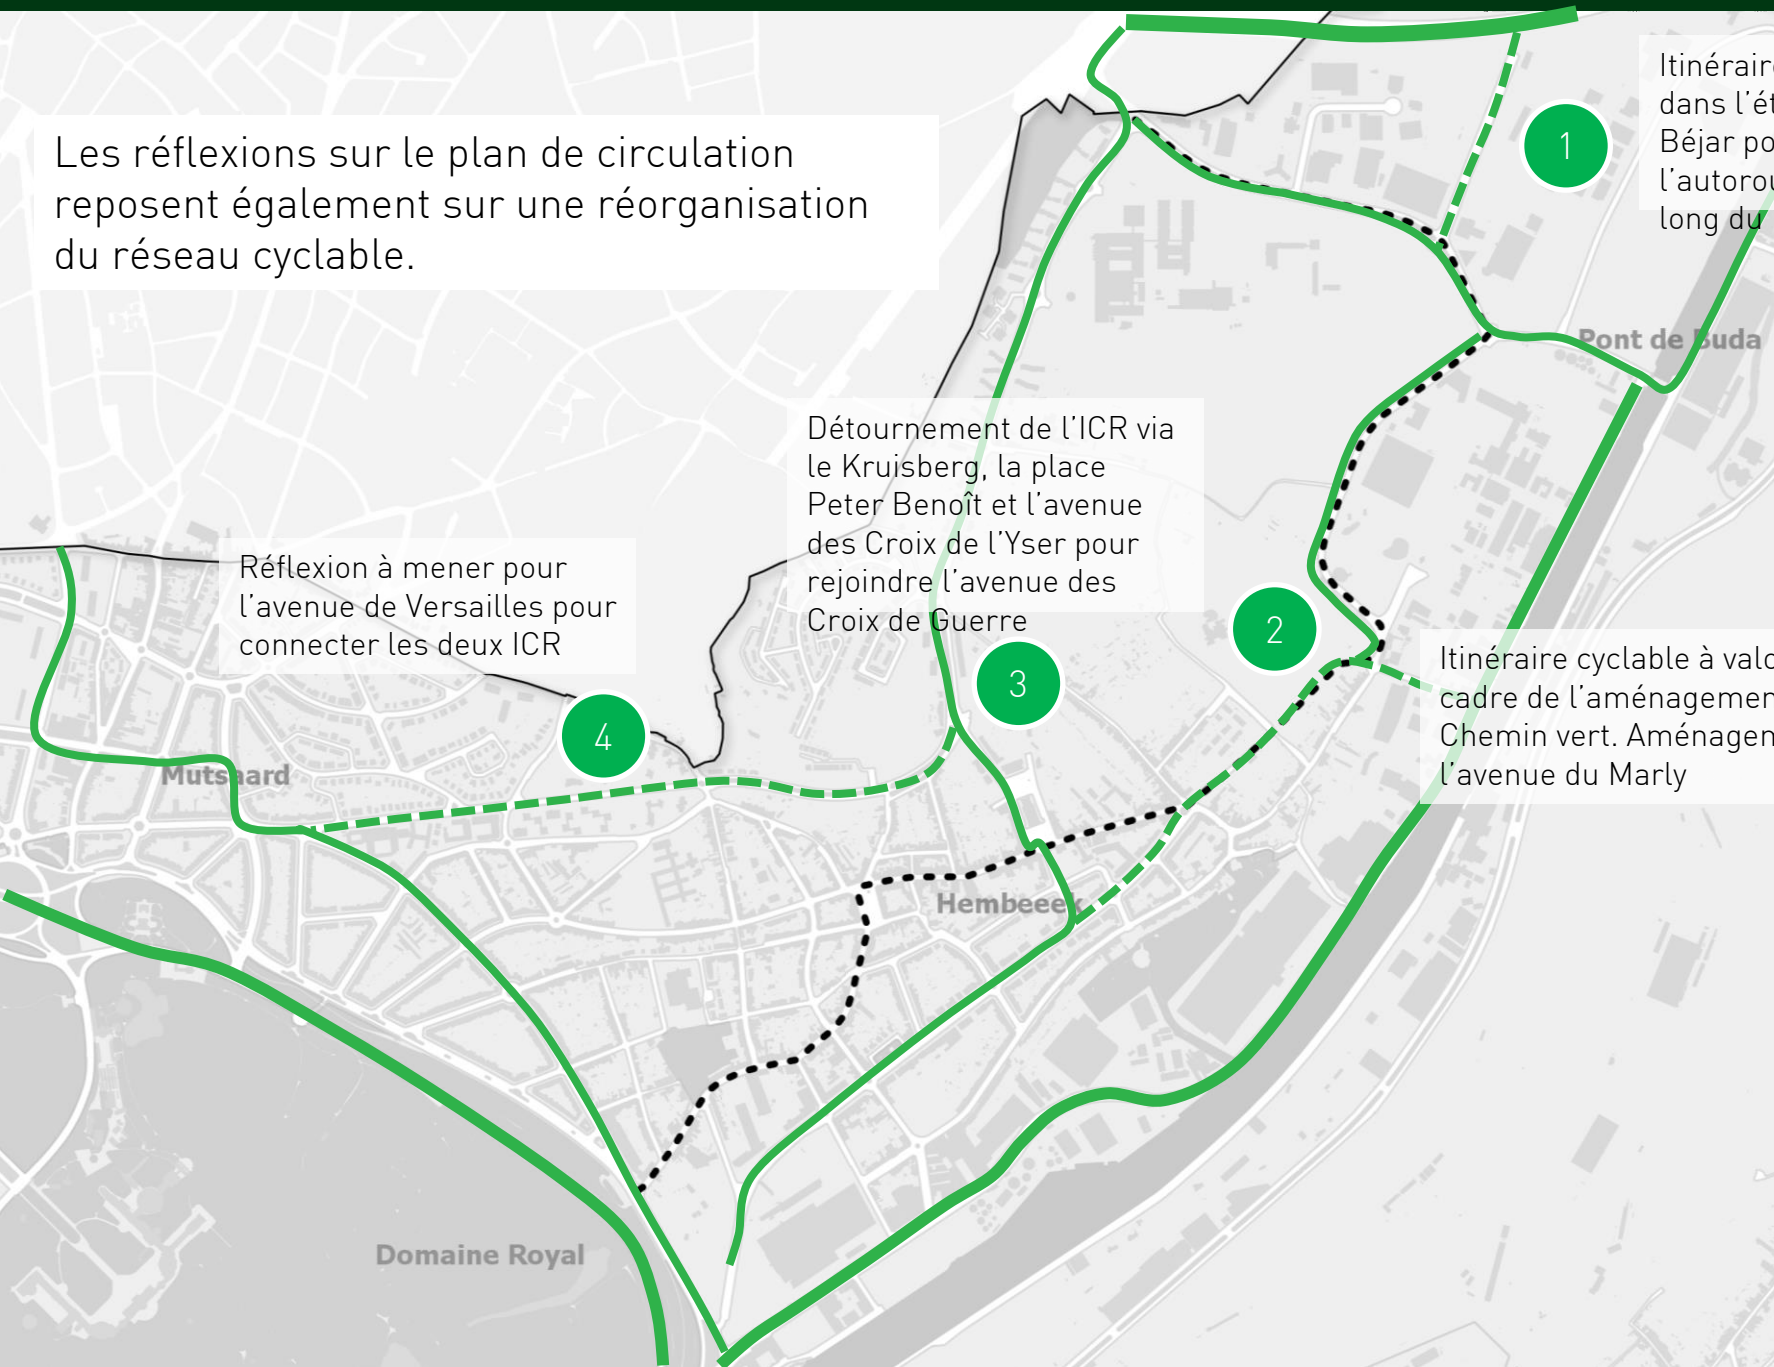 Les réflexions sur le plan de circulation
reposent également sur une réorganisation
du réseau cyclable.
1
Itinéraire
dans l'ét
Béjar po
l'autorou
long du
Pont de Buda
Détournement de l'ICR via
le Kruisberg, la place
Peter Benoît et l'avenue
des Croix de l'Yser pour
rejoindre l'avenue des
Croix de Guerre
Réflexion à mener pour
l'avenue de Versailles pour
connecter les deux ICR
2
3
4
Itinéraire cyclable à valo
cadre de l'aménagemen
Chemin vert. Aménagem
l'avenue du Marly
Mutsaard
Hembeeek
Domaine Royal